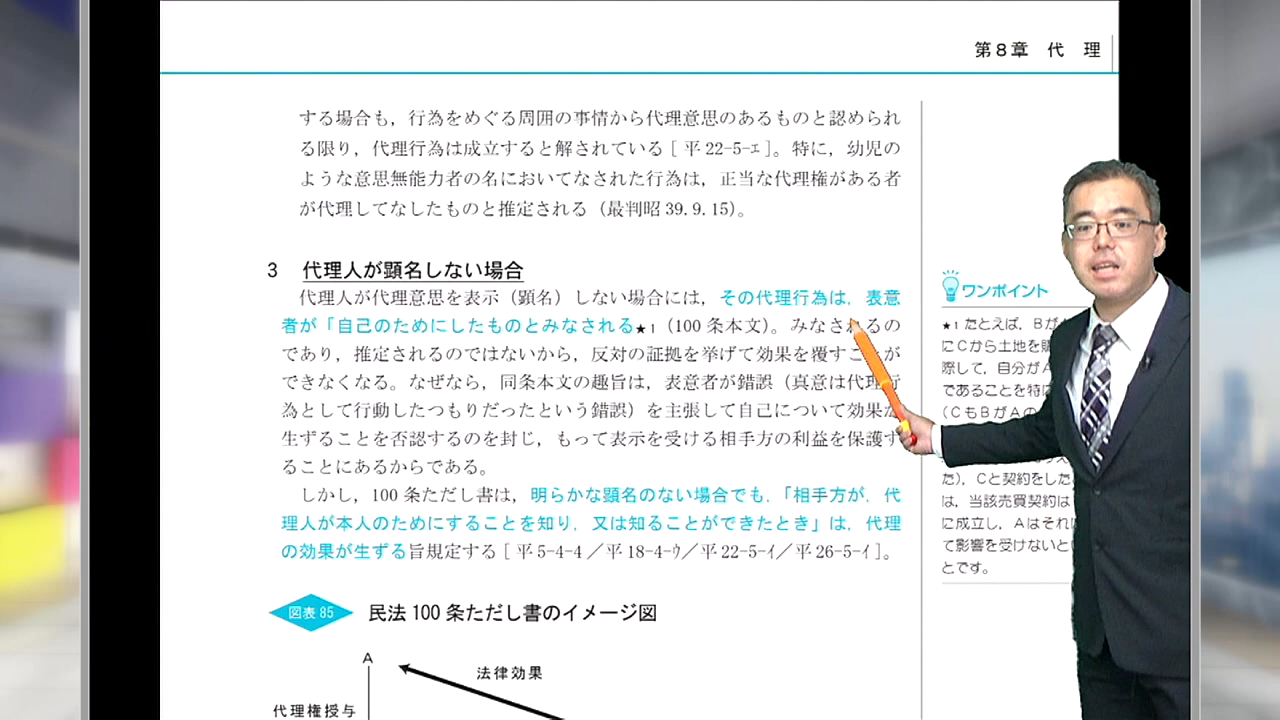 第8章 代 理
する場合も，行為をめぐる周囲の事情から代理意思のあるものと認められ
る限り，代理行為は成立すると解されている［平22-5-ｴ］。特に，幼児の
ような意思無能力者の名においてなされた行為は，正当な代理権がある者
が代理してなしたものと推定される（最判昭39.9.15）。
3 代理人が顕名しない場合
代理人が代理意思を表示（顕名）しない場合には，その代理行為は，表意
者が「自己のためにしたものとみなされる★1（100条本文）。みなされるの
であり，推定されるのではないから，反対の証拠を挙げて効果を覆すことが
できなくなる。なぜなら，同条本文の趣旨は，表意者が錯誤（真意は代理行
為として行動したつもりだったという錯誤）を主張して自己について効果が
生ずることを否認するのを封じ，もって表示を受ける相手方の利益を保護す
ることにあるからである。
しかし，100条ただし書は，明らかな顕名のない場合でも，「相手方が，代
理人が本人のためにすることを知り，又は知ることができたとき」は，代理
の効果が生ずる旨規定する［平5-4-4／平18-4-ｳ／平22-5-ｲ／平26-5-ｲ］。
図表85 民法100条ただし書のイメージ図
A
法律効果
代理権授与
ワンポイント
★1たとえば，Bが
にCから土地を
際して，自分が
であることを特に
（CもBがAの
た），Cと契約をした
は，当該売買契約は
に成立し，Aはそれに
て影響を受けないと
とです。